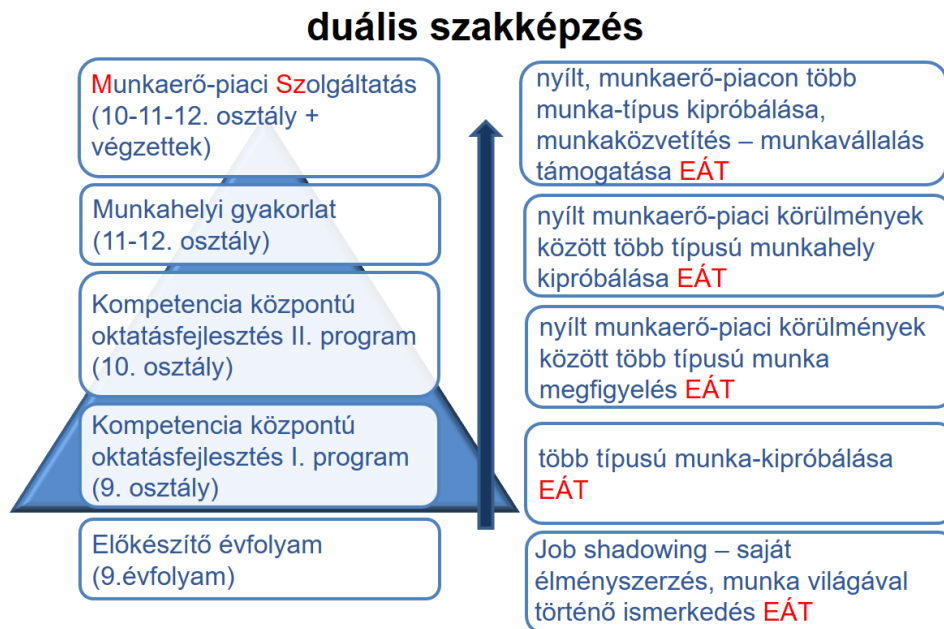 duális szakképzés
Munkaerő-piaci Szolgáltatás
(10-11-12. osztály +
végzettek)
nyílt, munkaerő-piacon több
munka-típus kipróbálása,
munkaközvetítés – munkavállalás
támogatása EÁT
Munkahelyi gyakorlat
(11-12. osztály)
nyílt munkaerő-piaci körülmények
között több típusú munkahely
kipróbálása EÁT
Kompetencia központú
oktatásfejlesztés II. program
(10. osztály)
nyílt munkaerő-piaci körülmények
között több típusú munka
megfigyelés EÁT
Kompetencia központú
oktatásfejlesztés I. program
(9. osztály)
több típusú munka-kipróbálása
EÁT
Előkészítő évfolyam
(9.évfolyam)
Job shadowing – saját
élményszerzés, munka világával
történő ismerkedés EÁT